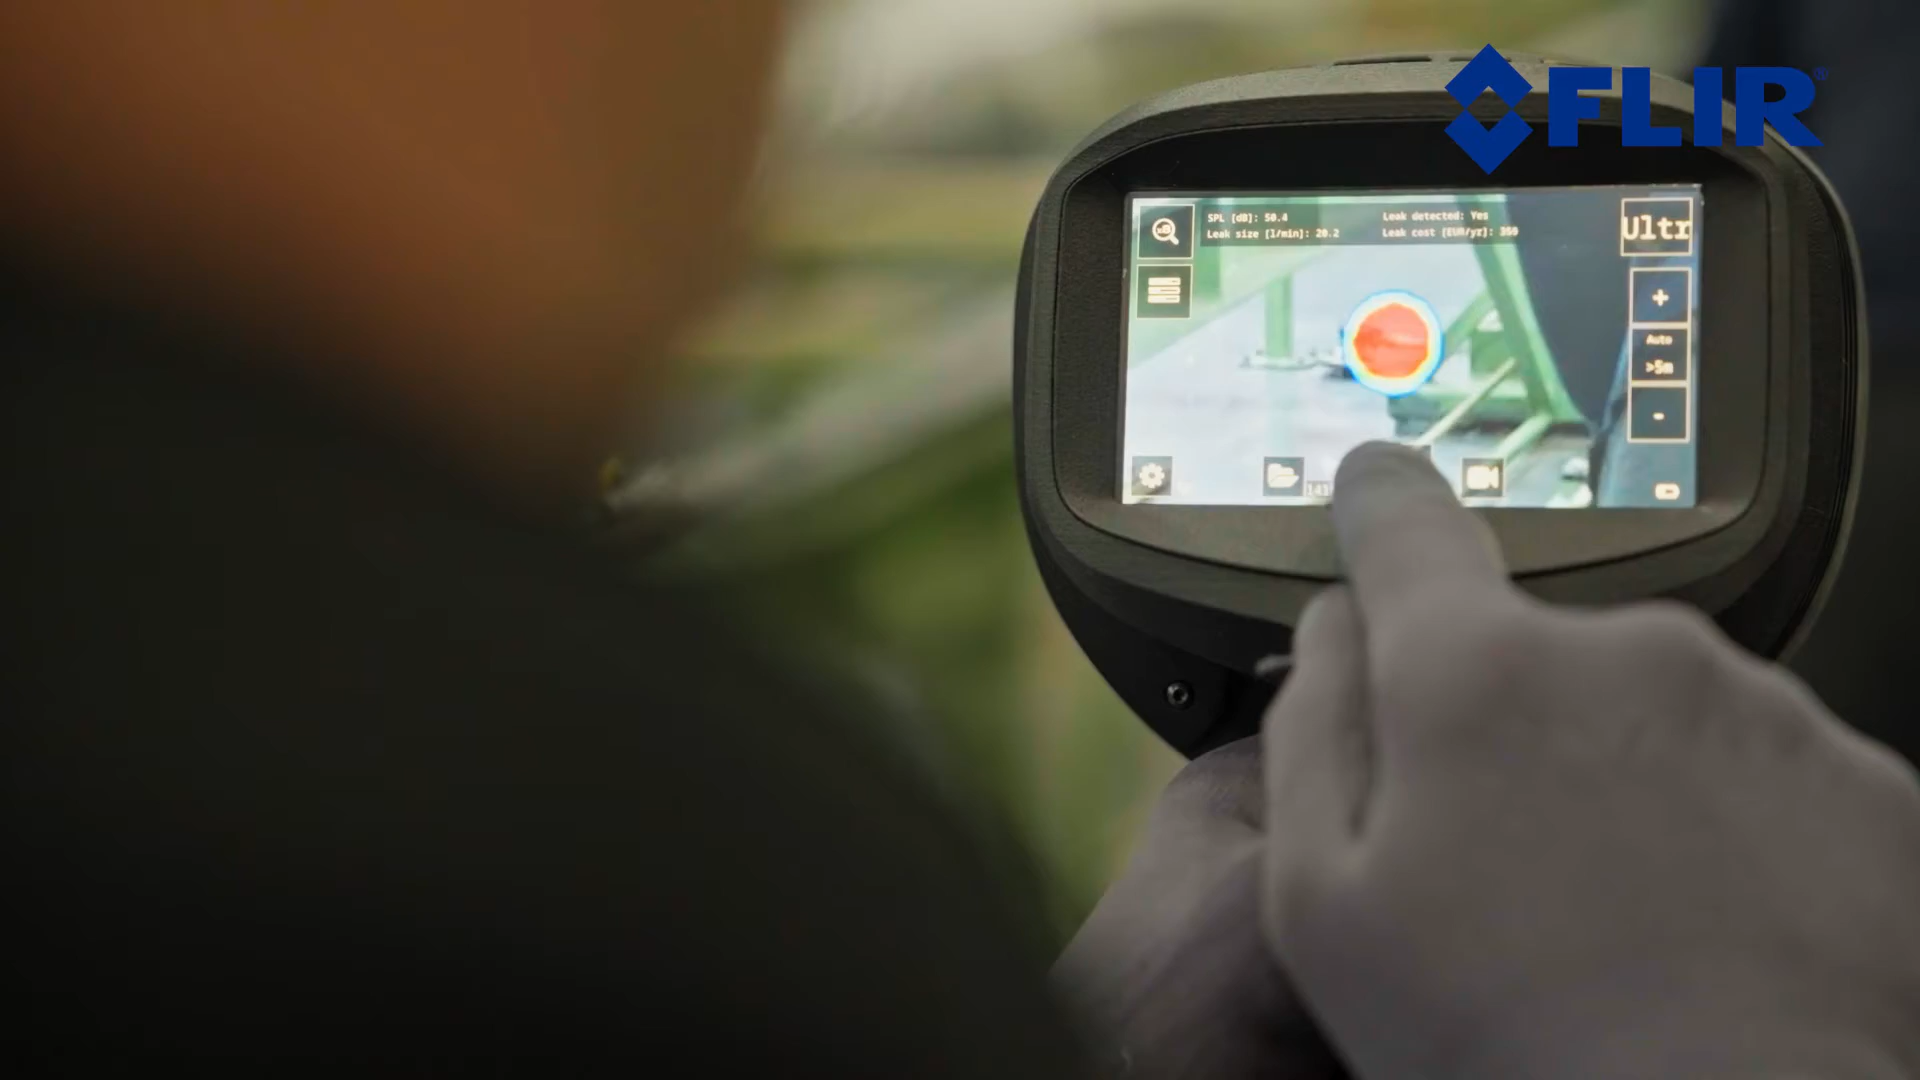 FLIR®
SPL [dB]: 50.4
Leak detected: Yes
Leak size [l/min]: 20.2
Leak cost [EUR/yr]: 359
Ultr
+
Auto
>5m
-